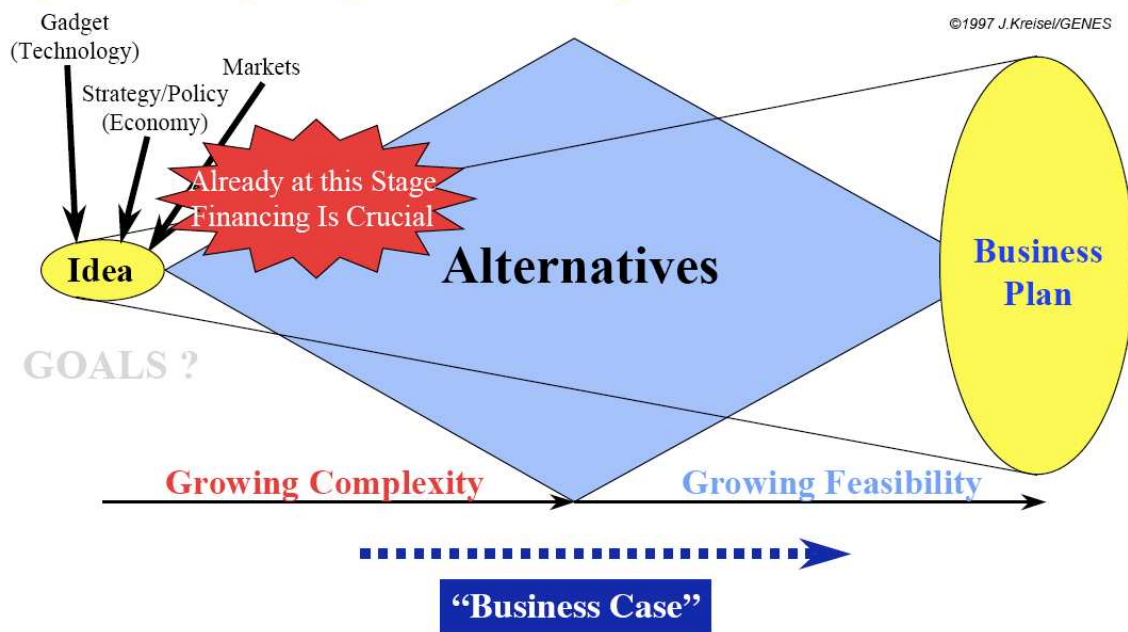 ©1997 J.Kreisel/GENES
Gadget
(Technology)
Markets
Strategy/Policy
(Economy)
Already at this Stage
Financing Is Crucial
Idea
Alternatives
Business
Plan
GOALS ?
Growing Complexity
Growing Feasibility
“Business Case”